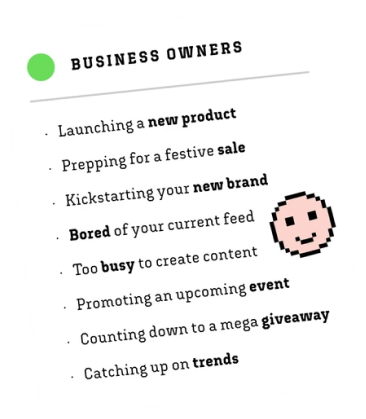 BUSINESS OWNERS
· Launching a new product
· Prepping for a festive sale
· Kickstarting your new brand
· Bored of your current feed
· Too busy to create content
· Promoting an upcoming event
· Counting down to a mega giveaway
· Catching up on trends